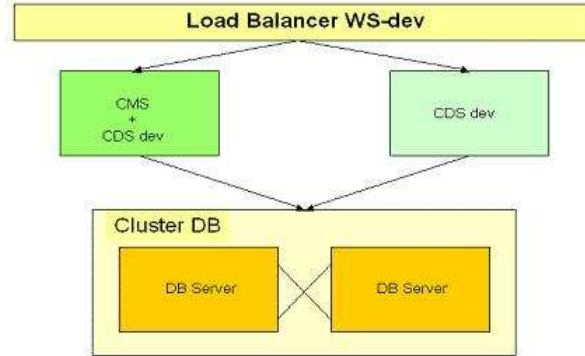 Load Balancer WS-dev
CMS
+
CDS dev
CDS dev
Cluster DB
DB Server
DB Server